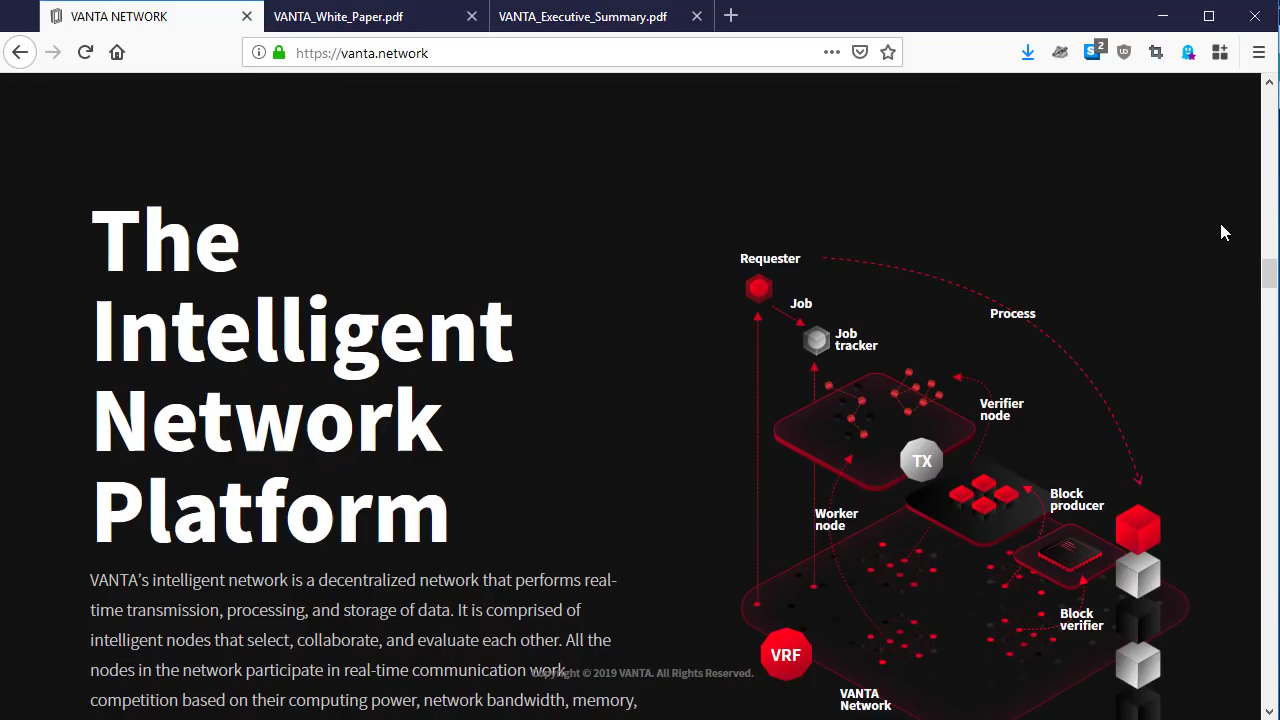 VANTA NETWORK
VANTA_White_Paper.pdf
VANTA_Executive_Summary.pdf
https://vanta.network
2
The
Intelligent
Network
Platform
VANTA's intelligent network is a decentralized network that performs real-
time transmission, processing, and storage of data. It is comprised of
intelligent nodes that select, collaborate, and evaluate each other. All the
nodes in the network participate in real-time communication work
competition based on their computing power, network bandwidth, memory,
Copyright © 2019 VANTA. All Rights Reserved.
Requester
Job
Job
tracker
Process
Verifier
node
TX
Block
producer
Worker
node
Block
verifier
VRF
VANTA
Network